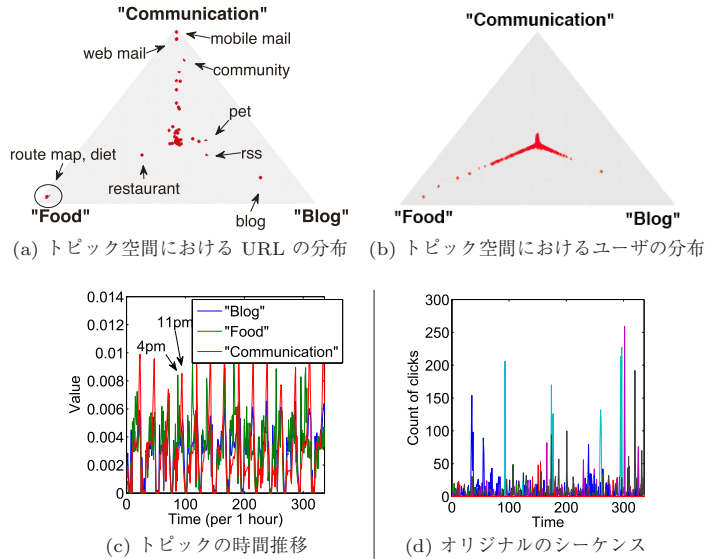 "Communication"
mobile mail
web mail
community
pet
route map, diet
rss
restaurant
blog
"Food"
"Blog"
(a) トピック空間における URL の分布
"Communication"
"Food"
"Blog"
(b) トピック空間におけるユーザの分布
0.014
0.012
0.01
0.008
0.006
0.004
0.002
0
Value
11pm
4pm
"Blog"
"Food"
"Communication"
0 100 200 300
Time (per 1 hour)
(c) トピックの時間推移
300
250
200
150
100
50
0
Count of clicks
0 100 200 300
Time
(d) オリジナルのシーケンス